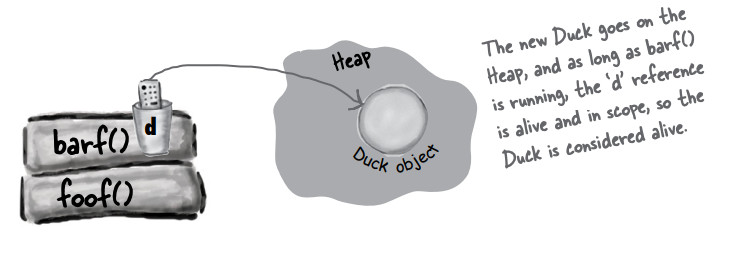 Heap
d
barf()
foof()
Duck object
The new Duck goes on the
Heap, and as long as barf()
is running, the 'd' reference
is alive and in scope, so the
Duck is considered alive.